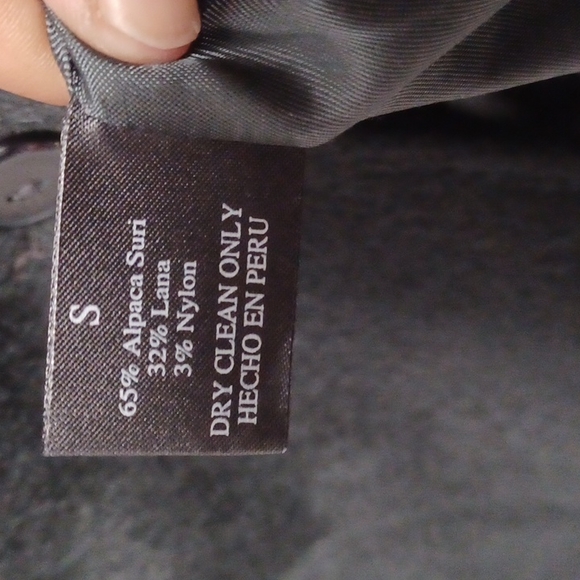 S
65% Alpaca Suri
32% Lana
3% Nylon
DRY CLEAN ONLY
HECHO EN PERU